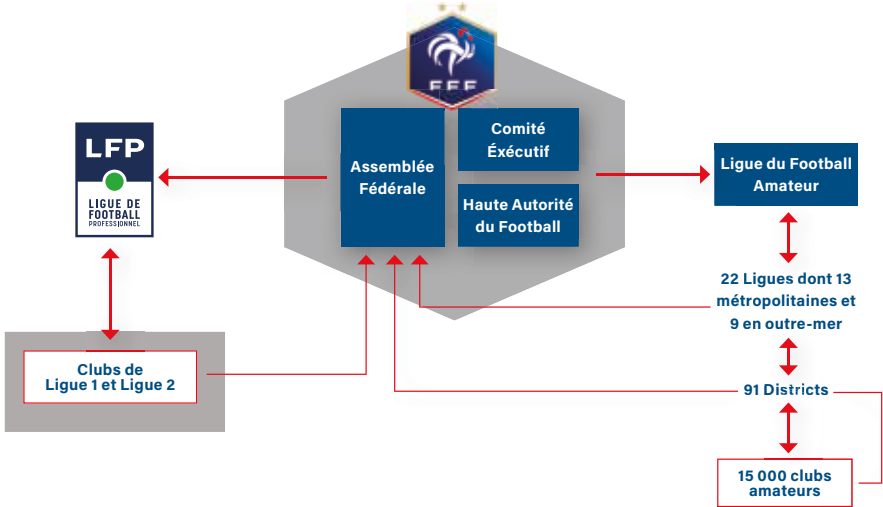 FFF
Comité
Éxécutif
Assemblée
Fédérale
Haute Autorité
du Football
LFP
LIGUE DE
FOOTBALL
PROFESSIONNEL
Ligue du Football
Amateur
22 Ligues dont 13
métropolitaines et
9 en outre-mer
Clubs de
Ligue 1 et Ligue 2
91 Districts
15 000 clubs
amateurs